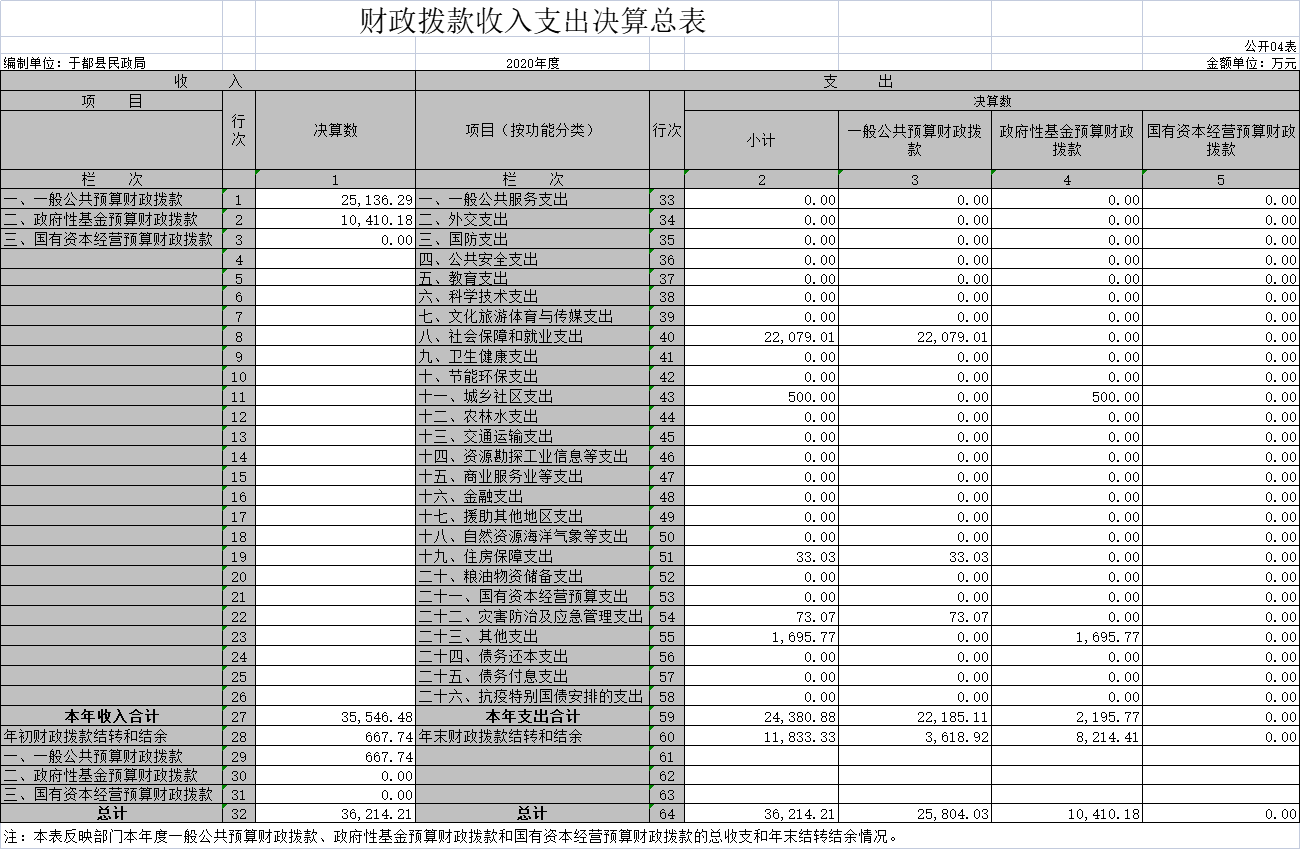 财政拨款收入支出决算总表
公开04表
编制单位：于都县民政局 2020年度 金额单位：万元
收 入 支 出
项 目 行次 决算数 项目（按功能分类） 行次 决算数
小计 一般公共预算财政拨款 政府性基金预算财政拨款 国有资本经营预算财政拨款
栏 次 1 栏 次 2 3 4 5
一、一般公共预算财政拨款 1 25,136.29 一、一般公共服务支出 33 0.00 0.00 0.00 0.00
二、政府性基金预算财政拨款 2 10,410.18 二、外交支出 34 0.00 0.00 0.00 0.00
三、国有资本经营预算财政拨款 3 0.00 三、国防支出 35 0.00 0.00 0.00 0.00
4 四、公共安全支出 36 0.00 0.00 0.00 0.00
5 五、教育支出 37 0.00 0.00 0.00 0.00
6 六、科学技术支出 38 0.00 0.00 0.00 0.00
7 七、文化旅游体育与传媒支出 39 0.00 0.00 0.00 0.00
8 八、社会保障和就业支出 40 22,079.01 22,079.01 0.00 0.00
9 九、卫生健康支出 41 0.00 0.00 0.00 0.00
10 十、节能环保支出 42 0.00 0.00 0.00 0.00
11 十一、城乡社区支出 43 500.00 0.00 500.00 0.00
12 十二、农林水支出 44 0.00 0.00 0.00 0.00
13 十三、交通运输支出 45 0.00 0.00 0.00 0.00
14 十四、资源勘探工业信息等支出 46 0.00 0.00 0.00 0.00
15 十五、商业服务业等支出 47 0.00 0.00 0.00 0.00
16 十六、金融支出 48 0.00 0.00 0.00 0.00
17 十七、援助其他地区支出 49 0.00 0.00 0.00 0.00
18 十八、自然资源海洋气象等支出 50 0.00 0.00 0.00 0.00
19 十九、住房保障支出 51 33.03 33.03 0.00 0.00
20 二十、粮油物资储备支出 52 0.00 0.00 0.00 0.00
21 二十一、国有资本经营预算支出 53 0.00 0.00 0.00 0.00
22 二十二、灾害防治及应急管理支出 54 73.07 73.07 0.00 0.00
23 二十三、其他支出 55 1,695.77 0.00 1,695.77 0.00
24 二十四、债务还本支出 56 0.00 0.00 0.00 0.00
25 二十五、债务付息支出 57 0.00 0.00 0.00 0.00
26 二十六、抗疫特别国债安排的支出 58 0.00 0.00 0.00 0.00
本年收入合计 27 35,546.48 本年支出合计 59 24,380.88 22,185.11 2,195.77 0.00
年初财政拨款结转和结余 28 667.74 年末财政拨款结转和结余 60 11,833.33 3,618.92 8,214.41 0.00
一、一般公共预算财政拨款 29 667.74 61
二、政府性基金预算财政拨款 30 0.00 62
三、国有资本经营预算财政拨款 31 0.00 63
总计 32 36,214.21 总计 64 36,214.21 25,804.03 10,410.18 0.00
注：本表反映部门本年度一般公共预算财政拨款、政府性基金预算财政拨款和国有资本经营预算财政拨款的总收支和年末结转结余情况。